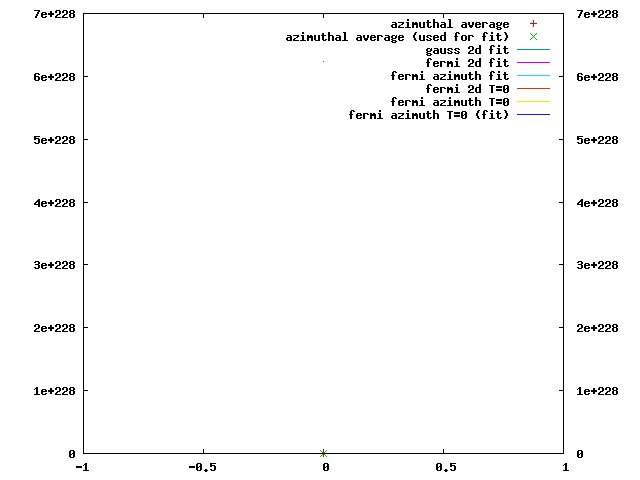 7e+228
6e+228
5e+228
4e+228
3e+228
2e+228
1e+228
0
azimuthal average
azimuthal average (used for fit)
gauss 2d fit
fermi 2d fit
fermi azimuth fit
fermi 2d T=0
fermi azimuth T=0
fermi azimuth T=0 (fit)
7e+228
6e+228
5e+228
4e+228
3e+228
2e+228
1e+228
0
-1
-0.5
0
0.5
1